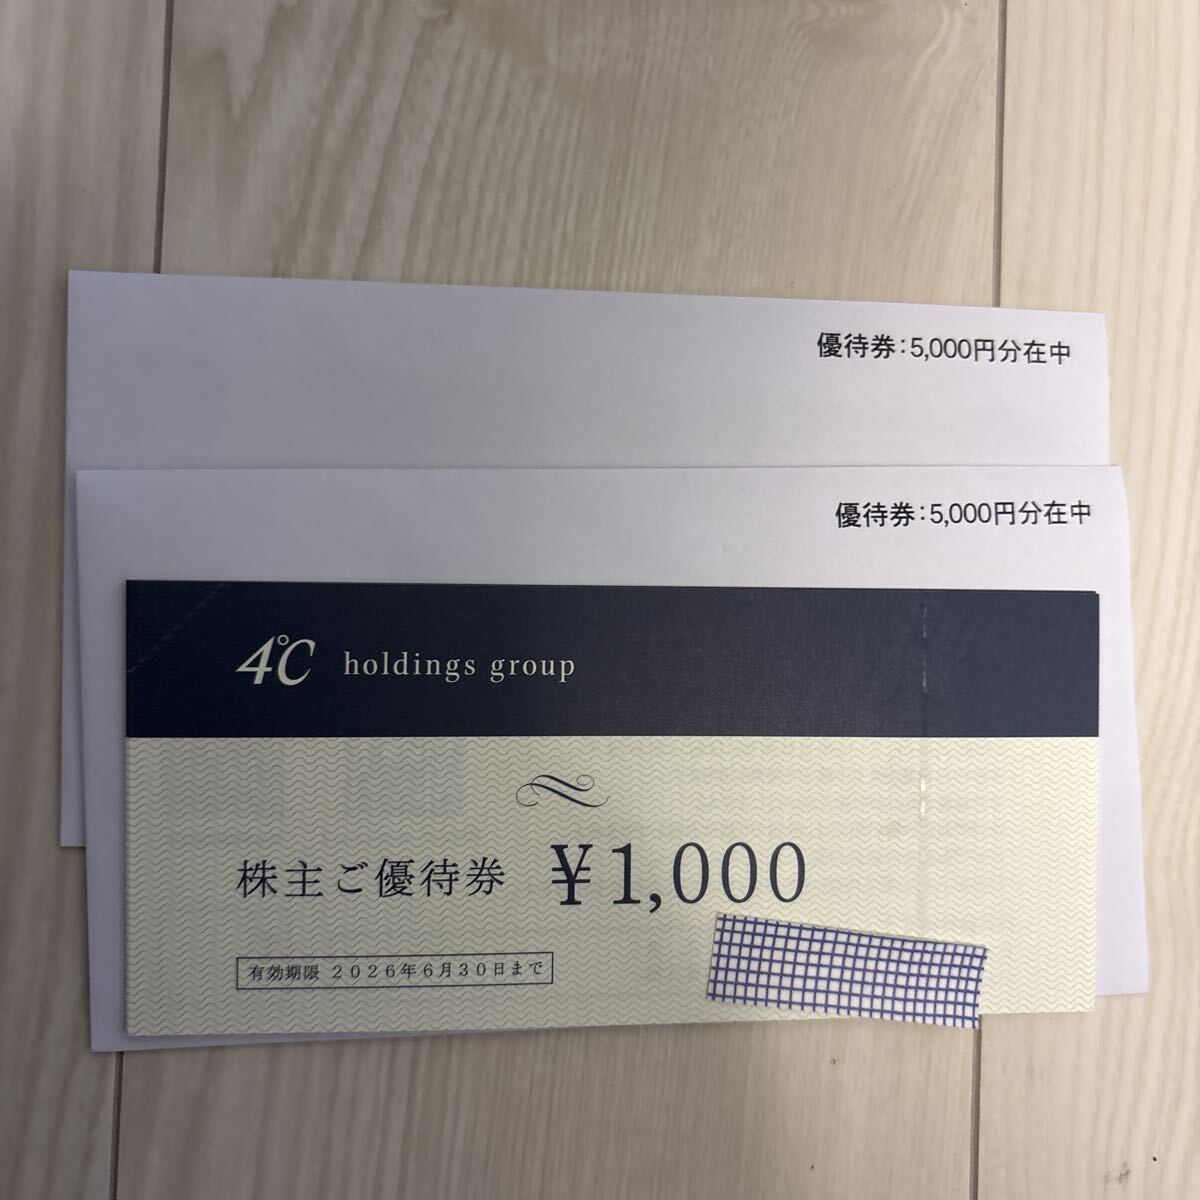 優待券:5,000円分在中
優待券:5,000円分在中
4℃ holdings group
株主ご優待券 ¥1,000
有効期限 2026年6月30日まで